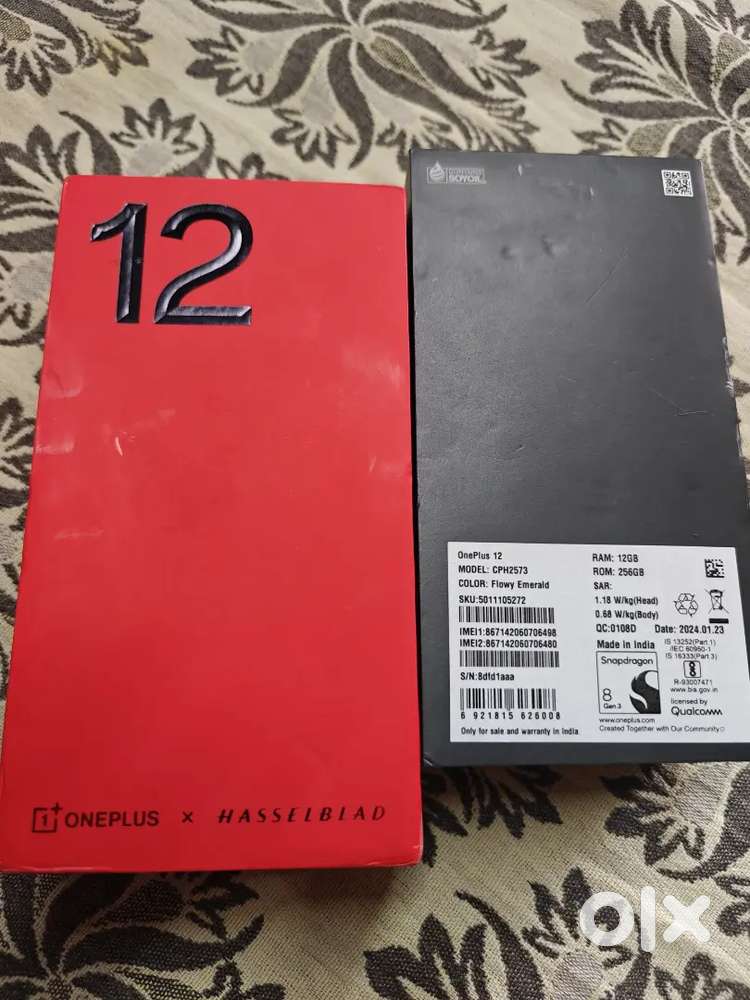 12
ONEPLUS × HASSELBLAD
SOYOIL
OnePlus 12
MODEL: CPH2573
COLOR: Flowy Emerald
SKU:5011105272
IMEI1:867142060706498
IMEI2:867142060706480
S/N:8dfd1aaa
6 921815 626008
Only for sale and warranty in India
RAM: 12GB
ROM: 256GB
SAR:
1.18 W/kg(Head)
0.68 W/kg(Body)
QC:0108D Date: 2024.01.23
Made in India
IS 13252(Part.1)
/IEC 60950-1
IS 16333(Part.3)
Snapdragon
8
Gen 3
R-93007471
www.bis.gov.in
licensed by
Qualcomm
www.oneplus.com
Created Together with Our Community
olx